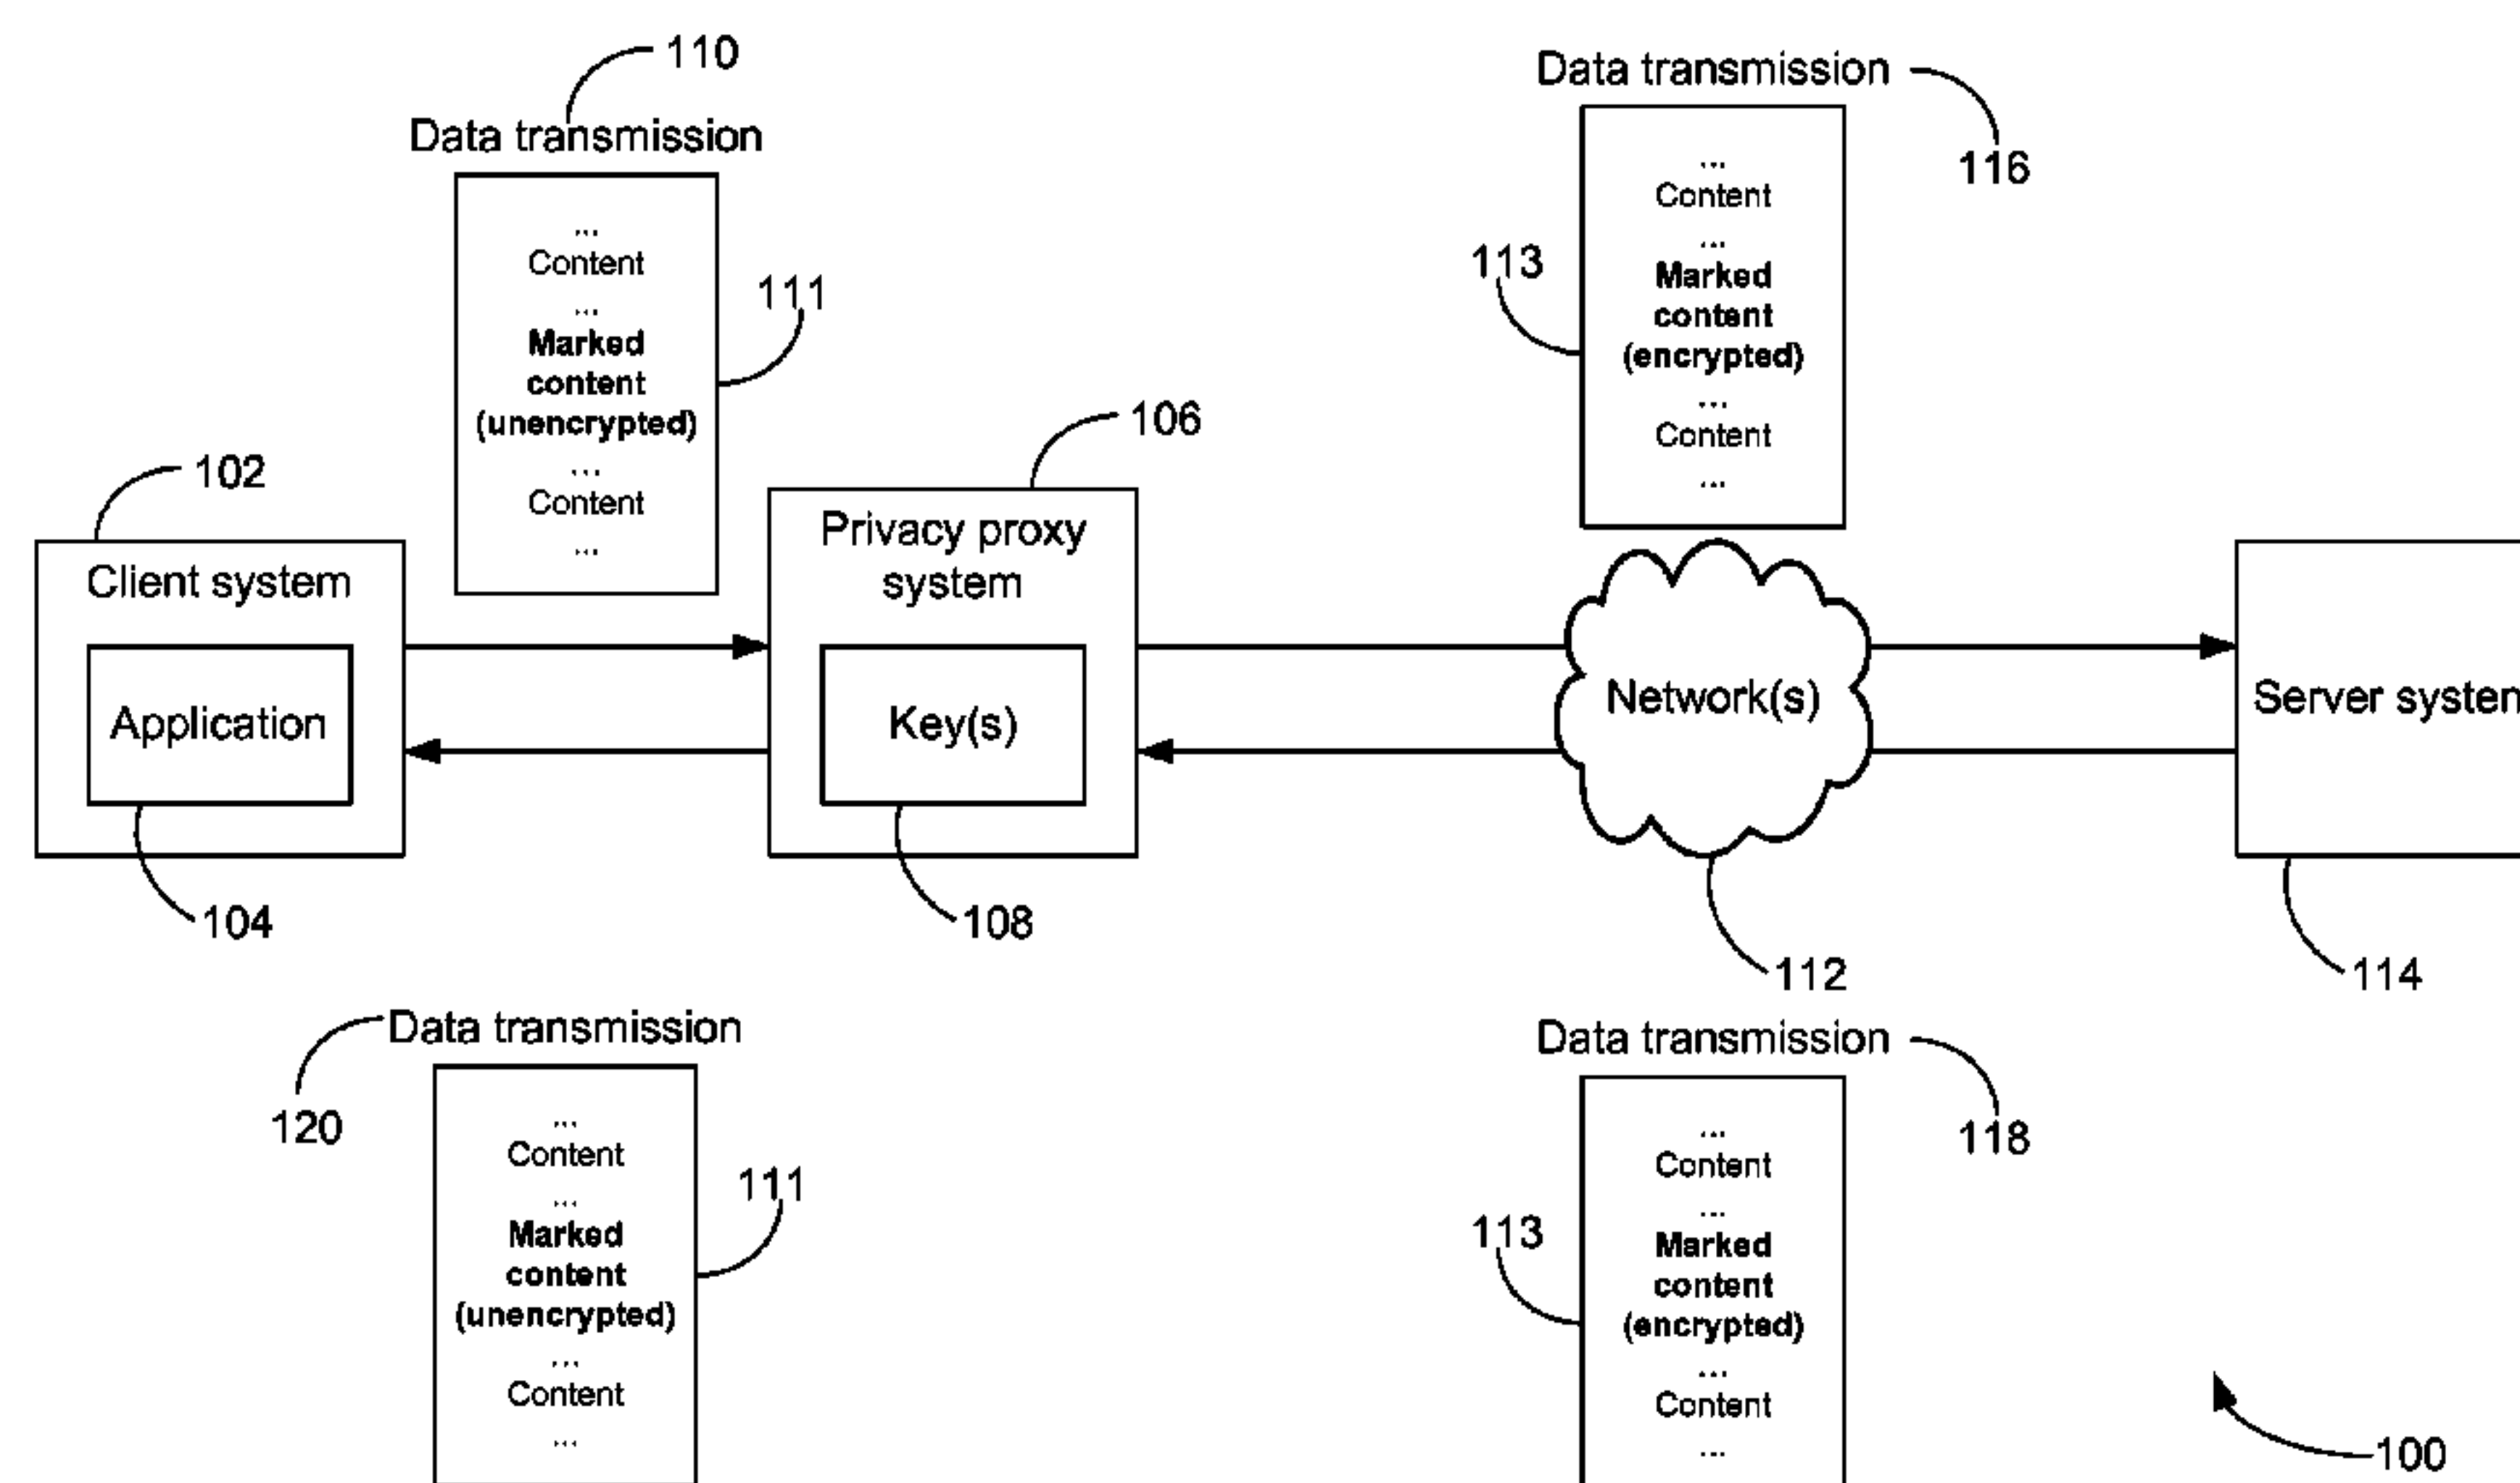 110
Data transmission
...
Content
...
Marked
content
(unencrypted)
...
Content
...
111
Data transmission
116
...
Content
...
Marked
content
(encrypted)
...
Content
...
113
102
Client system
Application
104
106
Privacy proxy
system
Key(s)
108
Network(s)
112
Server system
114
Data transmission
120
...
Content
...
Marked
content
(unencrypted)
...
Content
...
111
Data transmission
118
...
Content
...
Marked
content
(encrypted)
...
Content
...
113
100